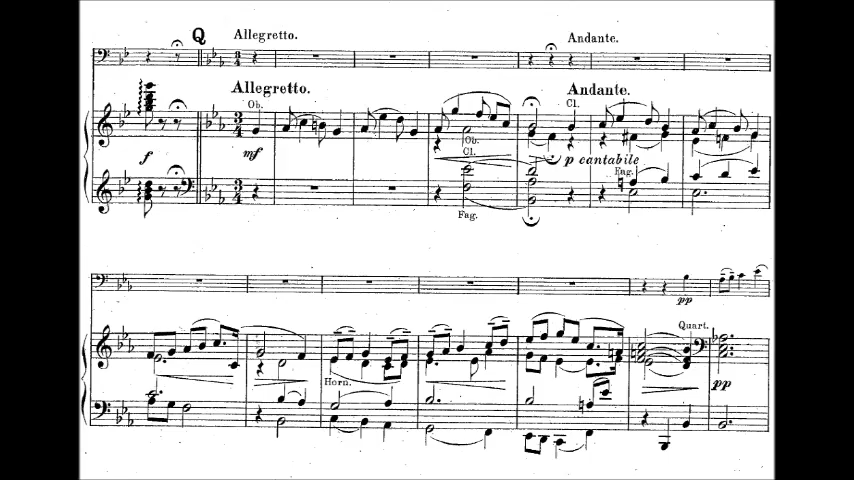 Q Allegretto. Andante.
Allegretto. Andante.
Ob. Cl.
f mf Ob. p cantabile
Cl. Fag.
Fag.
pp
Quart.
Horn. pp